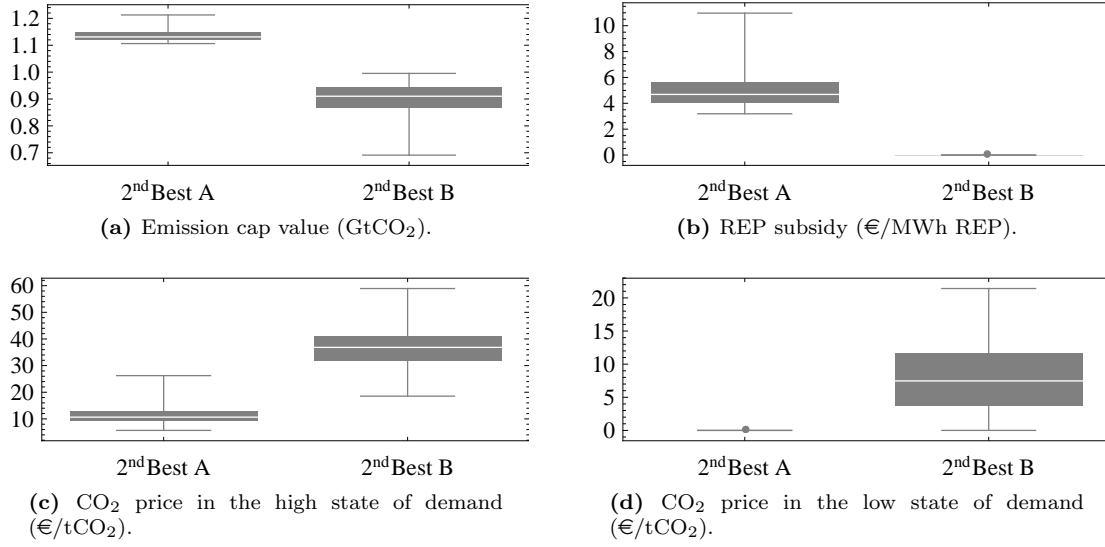 1.2
1.1
1.0
0.9
0.8
0.7
2ndBest A 2ndBest B
(a) Emission cap value (GtCO2).
10
8
6
4
2
0
2ndBest A 2ndBest B
(b) REP subsidy (€/MWh REP).
60
50
40
30
20
10
2ndBest A 2ndBest B
(c) CO2 price in the high state of demand
(€/tCO2).
20
15
10
5
0
2ndBest A 2ndBest B
(d) CO2 price in the low state of demand
(€/tCO2).